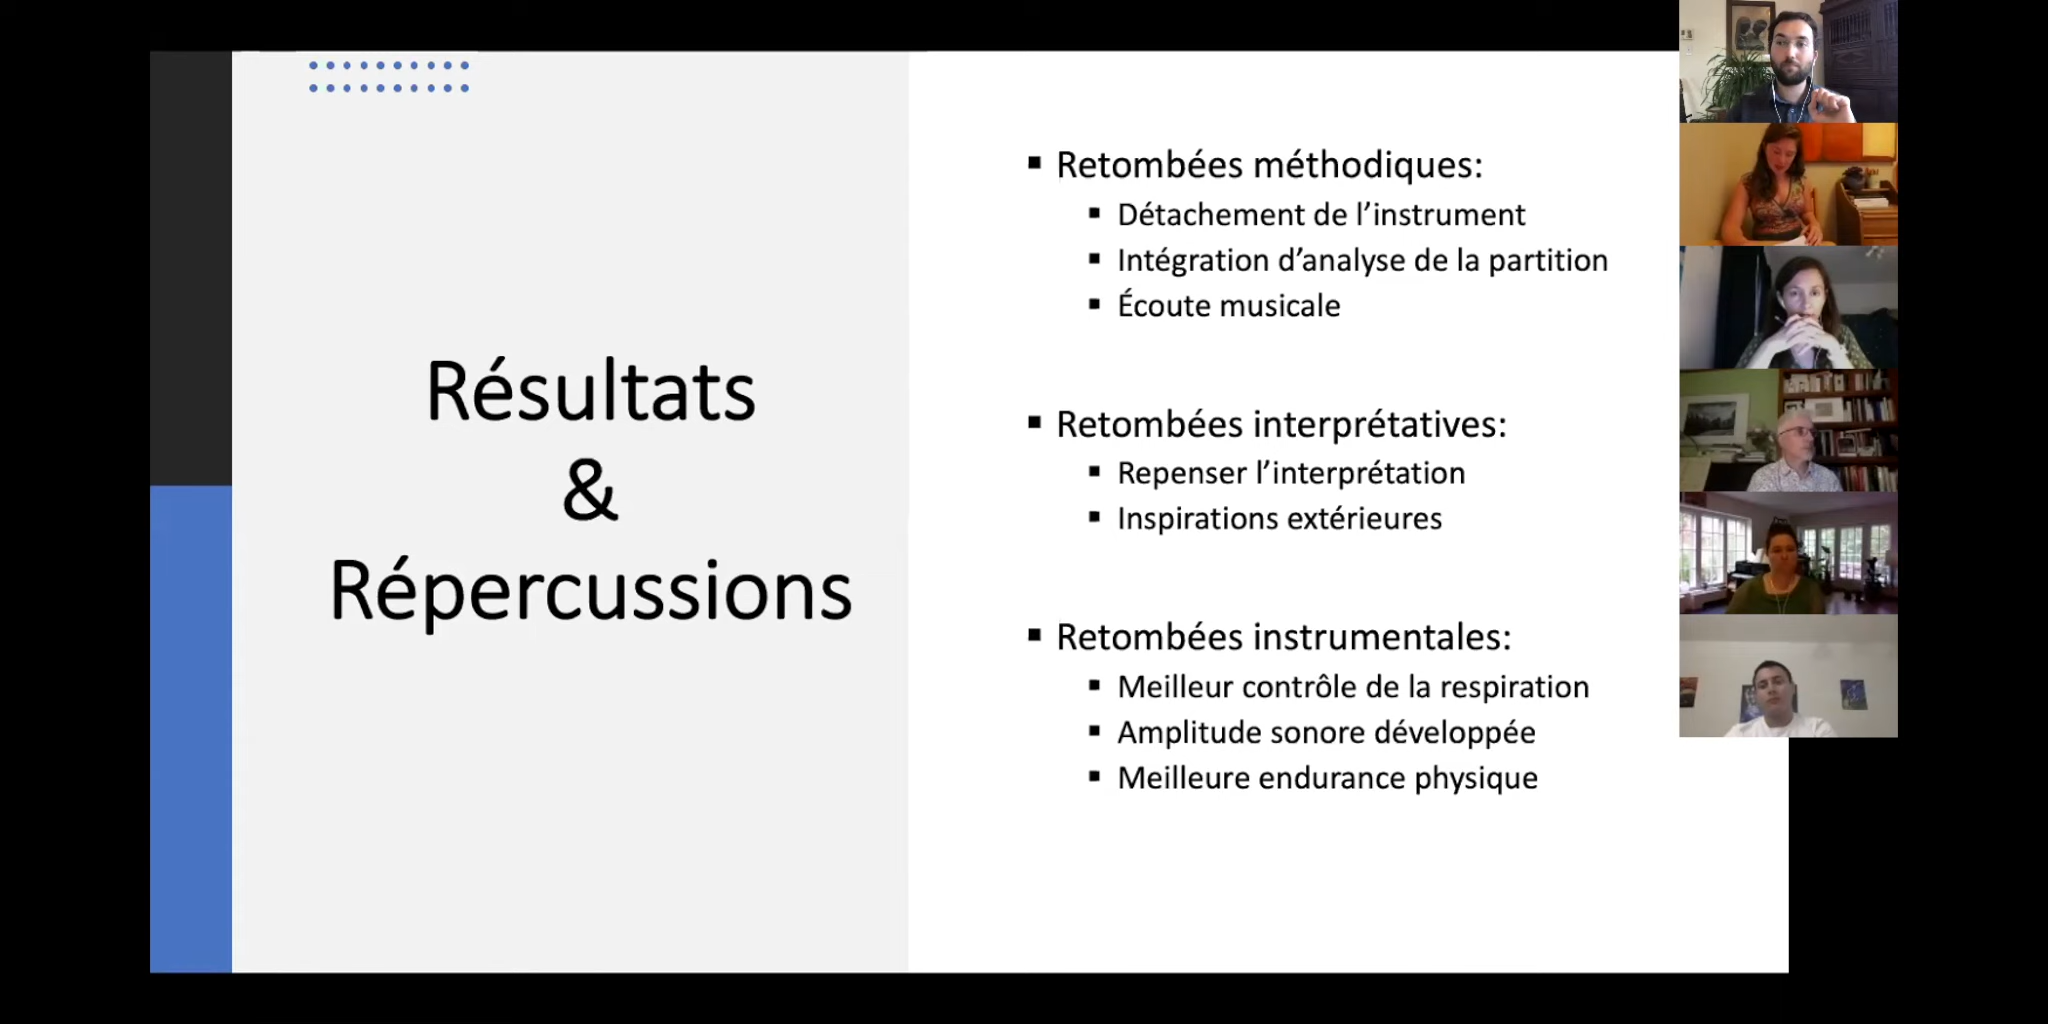 Résultats
&
Répercussions
Retombées méthodiques:
Détachement de l’instrument
Intégration d’analyse de la partition
Écoute musicale
Retombées interprétatives:
Repenser l’interprétation
Inspirations extérieures
Retombées instrumentales:
Meilleur contrôle de la respiration
Amplitude sonore développée
Meilleure endurance physique